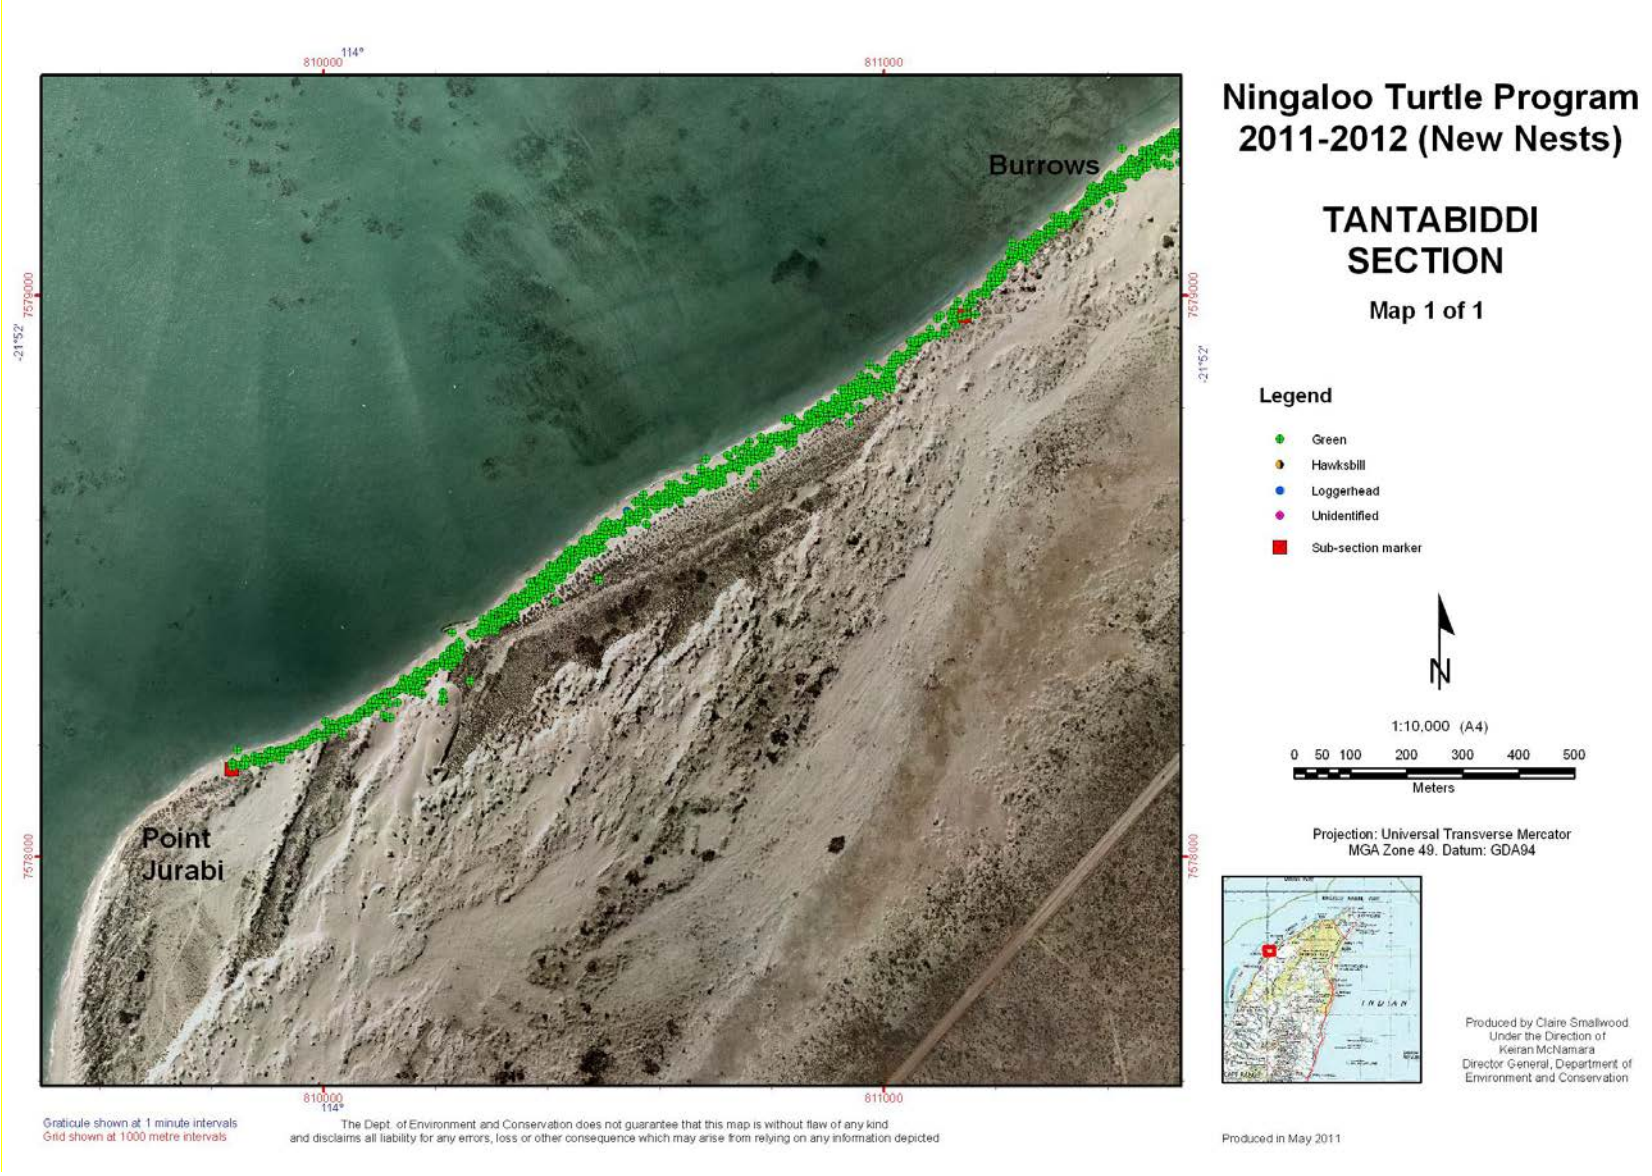 114°
810000
811000
Ningaloo Turtle Program
2011-2012 (New Nests)
TANTABIDDI
SECTION
Map 1 of 1
Burrows
7579000
-21°52'
7579000
-21°52'
Legend
Green
Hawksbill
Loggerhead
Unidentified
Sub-section marker
N
1:10,000 (A4)
0 50 100 200 300 400 500
Meters
Projection: Universal Transverse Mercator
MGA Zone 49. Datum: GDA94
Point
Jurabi
7578000
7578000
INDIAN
Produced by Claire Smallwood
Under the Direction of
Keiran McNamara
Director General, Department of
Environment and Conservation
810000
114°
811000
Graticule shown at 1 minute intervals
Grid shown at 1000 metre intervals
The Dept. of Environment and Conservation does not guarantee that this map is without flaw of any kind
and disclaims all liability for any errors, loss or other consequence which may arise from relying on any information depicted
Produced in May 2011